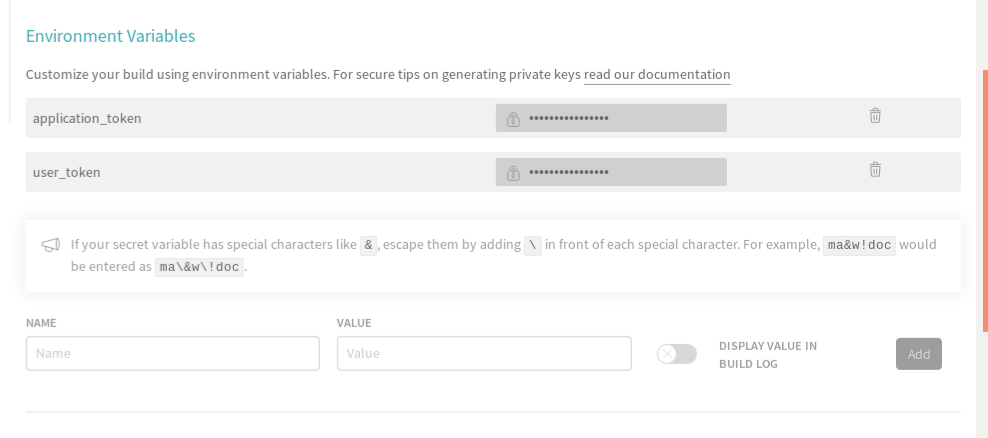 Environment Variables
Customize your build using environment variables. For secure tips on generating private keys read our documentation
application_token ••••••••••••••••
user_token ••••••••••••••••
If your secret variable has special characters like &, escape them by adding \ in front of each special character. For example, ma&w!doc would
be entered as ma\&w\!doc.
NAME VALUE
Name Value DISPLAY VALUE IN
BUILD LOG Add